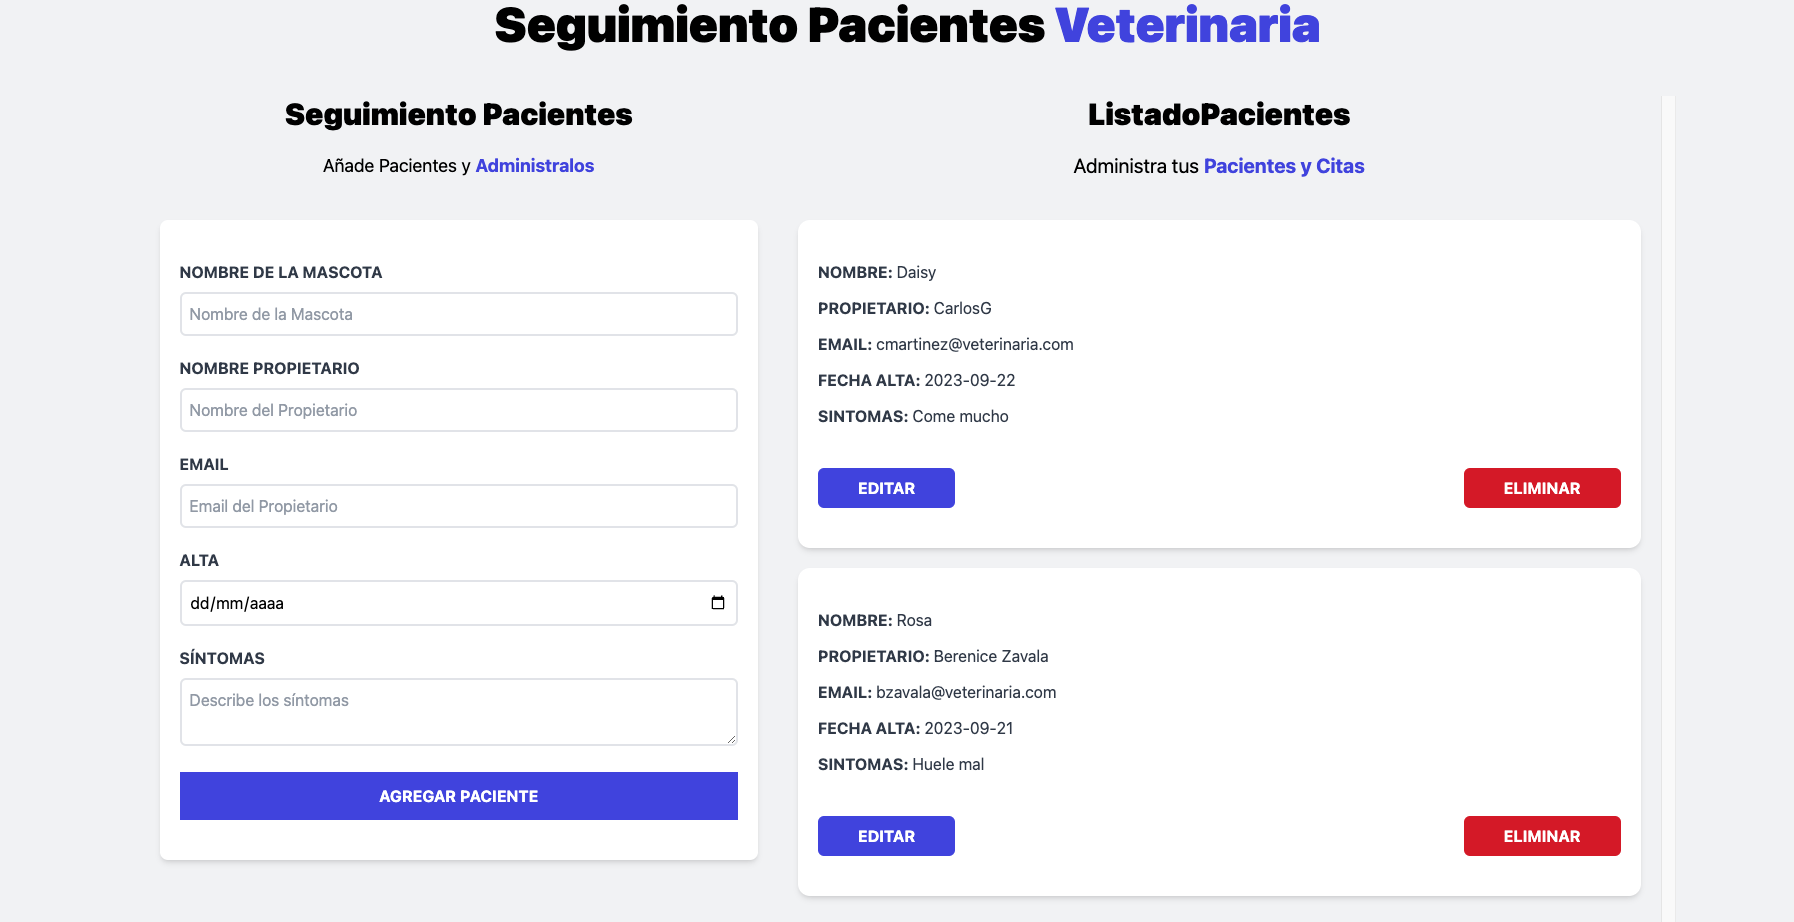 Seguimiento Pacientes Veterinaria
Seguimiento Pacientes
Añade Pacientes y Administralos
NOMBRE DE LA MASCOTA
Nombre de la Mascota
NOMBRE PROPIETARIO
Nombre del Propietario
EMAIL
Email del Propietario
ALTA
dd/mm/aaaa
SÍNTOMAS
Describe los síntomas
AGREGAR PACIENTE
ListadoPacientes
Administra tus Pacientes y Citas
NOMBRE: Daisy
PROPIETARIO: CarlosG
EMAIL: cmartinez@veterinaria.com
FECHA ALTA: 2023-09-22
SINTOMAS: Come mucho
EDITAR
ELIMINAR
NOMBRE: Rosa
PROPIETARIO: Berenice Zavala
EMAIL: bzavala@veterinaria.com
FECHA ALTA: 2023-09-21
SINTOMAS: Huele mal
EDITAR
ELIMINAR